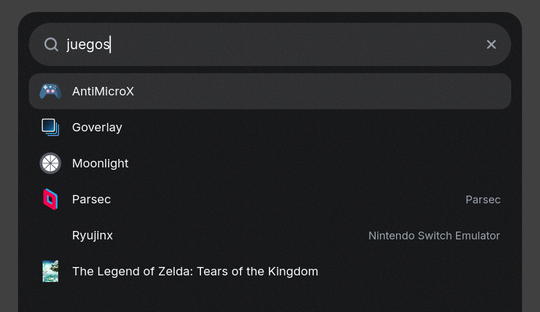 juegos
AntiMicroX
Goverlay
Moonlight
Parsec Parsec
Ryujinx Nintendo Switch Emulator
The Legend of Zelda: Tears of the Kingdom